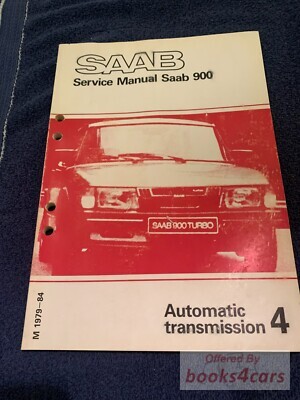 SAAB
Service Manual Saab 900
SAAB 900 TURBO
M 1979-84
Automatic
transmission 4
Offered By
books4cars